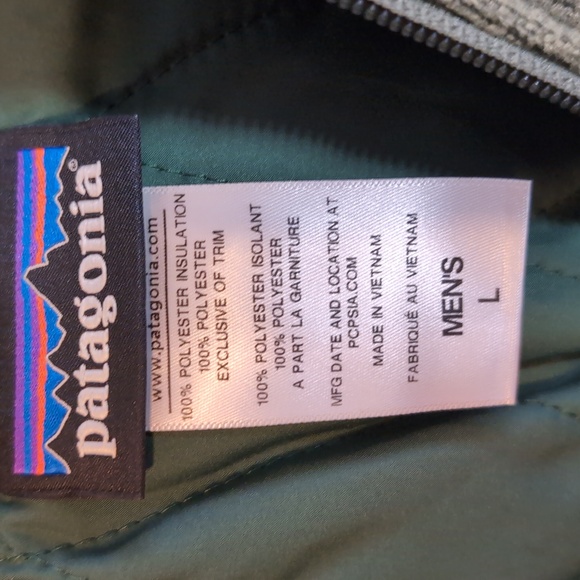 patagonia®
www.patagonia.com
100% POLYESTER INSULATION
100% POLYESTER
EXCLUSIVE OF TRIM
100% POLYESTER ISOLANT
100% POLYESTER
A PART LA GARNITURE
MFG DATE AND LOCATION AT
PCPSIA.COM
MADE IN VIETNAM
FABRIQUÉ AU VIETNAM
MEN'S
L